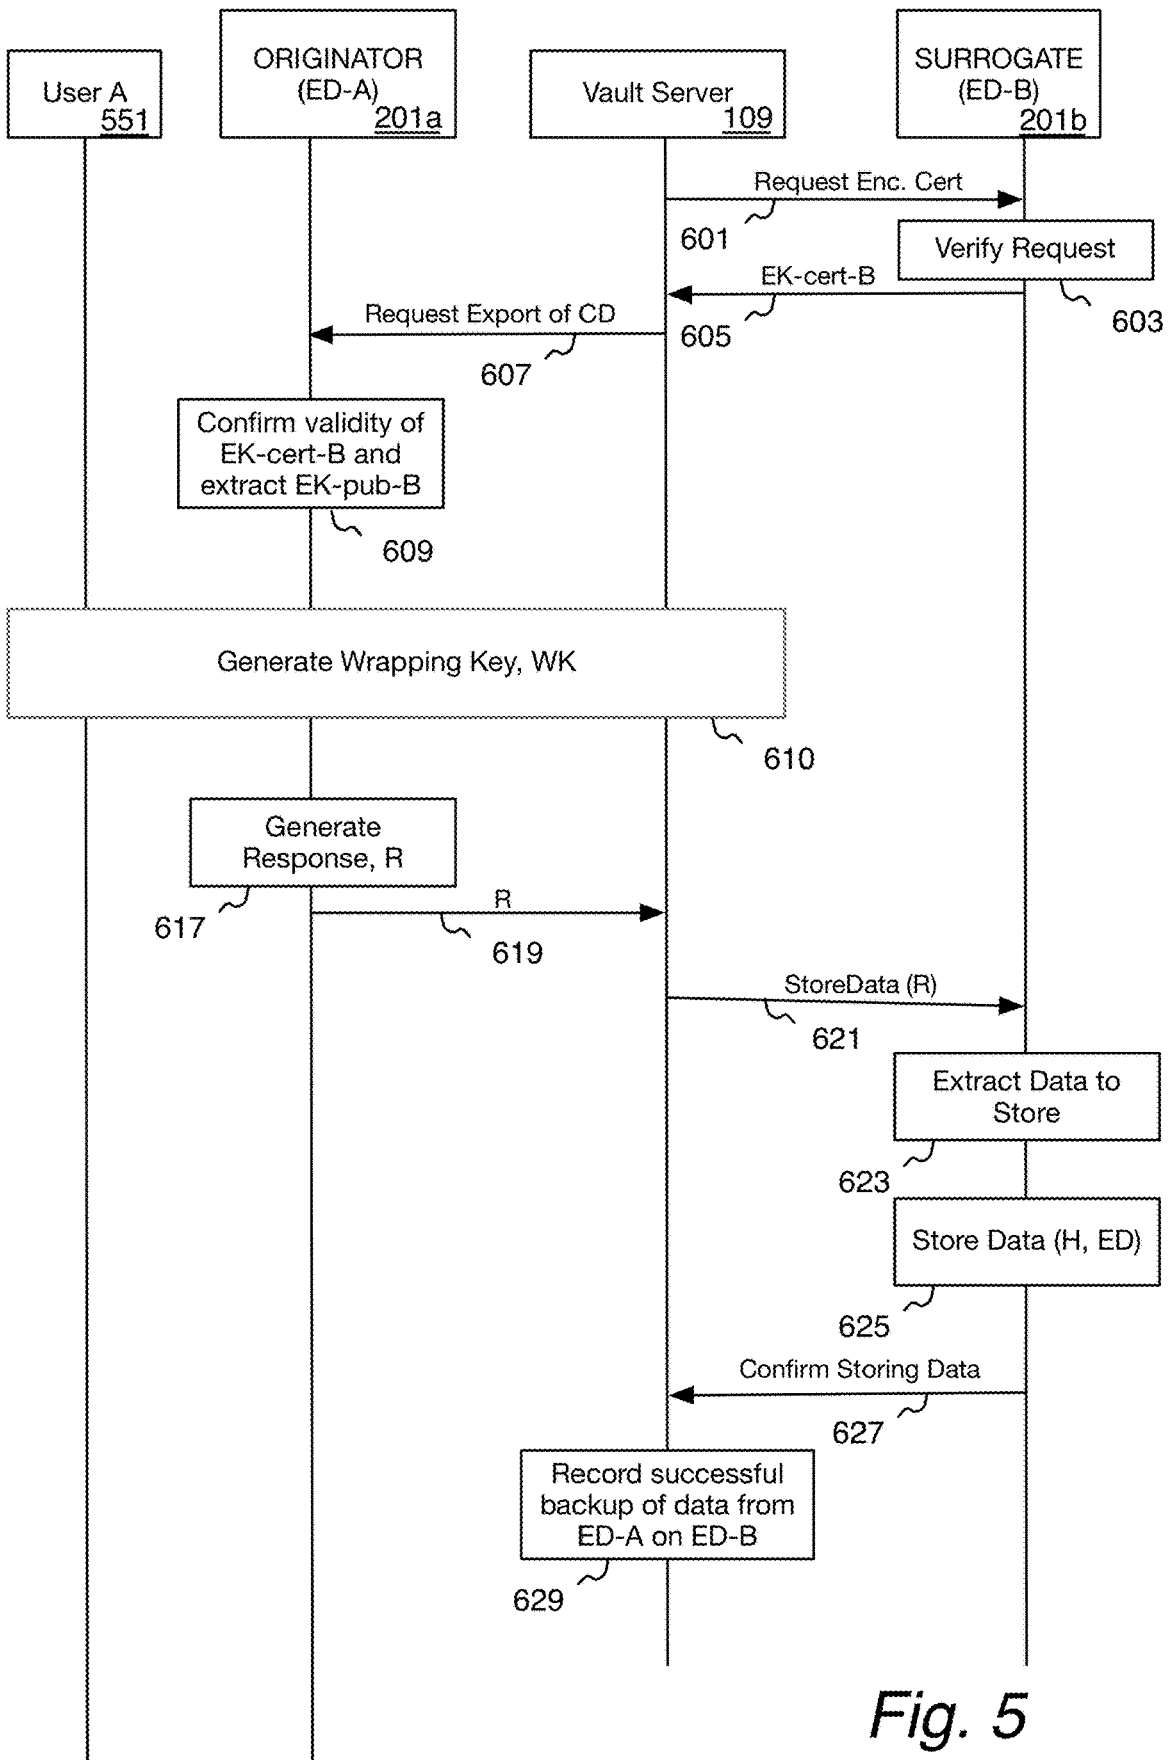 User A
551
ORIGINATOR
(ED-A)
201a
Vault Server
109
SURROGATE
(ED-B)
201b
Request Enc. Cert
601
Verify Request
603
EK-cert-B
605
Request Export of CD
607
Confirm validity of
EK-cert-B and
extract EK-pub-B
609
Generate Wrapping Key, WK
610
Generate
Response, R
617
R
619
StoreData (R)
621
Extract Data to
Store
623
Store Data (H, ED)
625
Confirm Storing Data
627
Record successful
backup of data from
ED-A on ED-B
629
Fig. 5